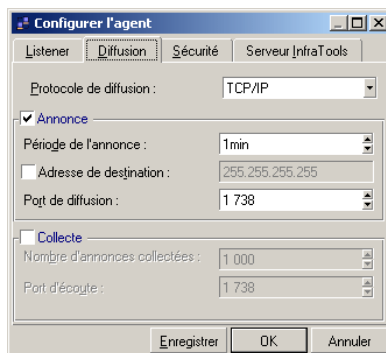 Configurer l'agent
Listener Diffusion Sécurité Serveur InfraTools
Protocole de diffusion : TCP/IP
Annonce
Période de l'annonce : 1min
Adresse de destination : 255.255.255.255
Port de diffusion : 1 738
Collecte
Nombre d'annonces collectées : 1 000
Port d'écoute : 1 738
Enregistrer OK Annuler